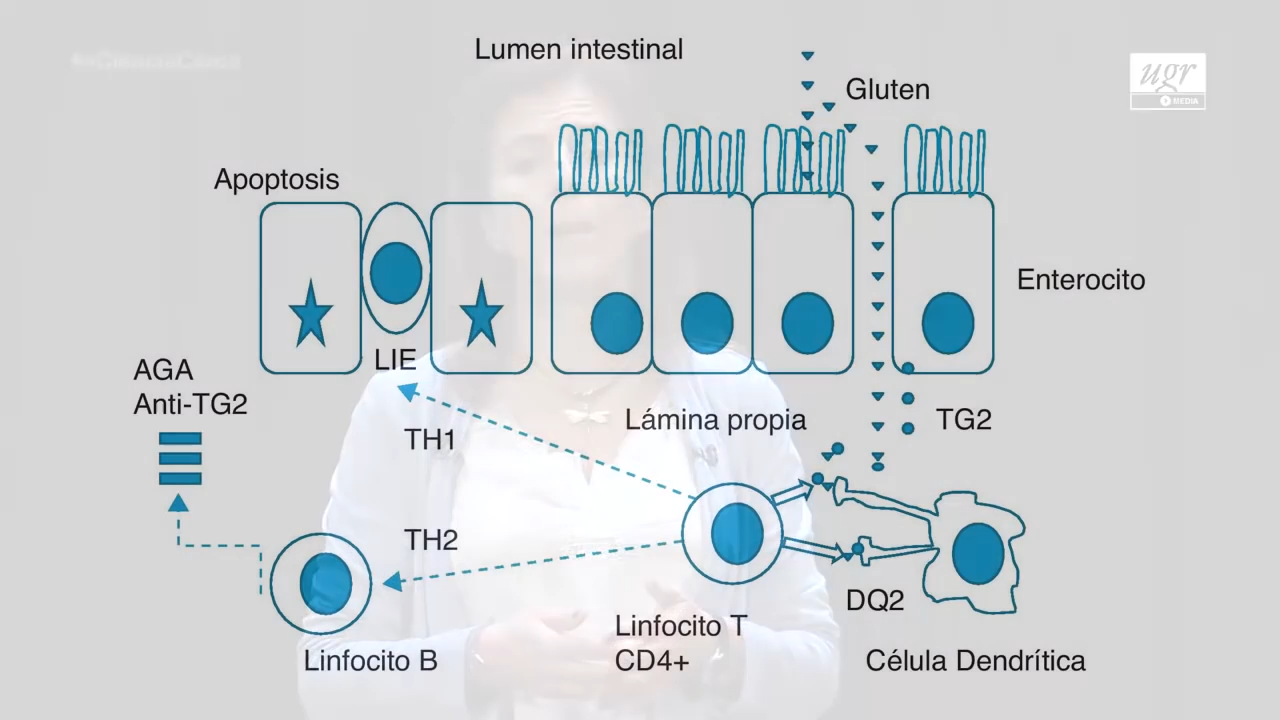 Lumen intestinal
ugr
MEDIA
Gluten
Apoptosis
Enterocito
LIE
AGA
Anti-TG2
Lámina propia
TG2
TH1
TH2
DQ2
Linfocito T
CD4+
Linfocito B
Célula Dendrítica